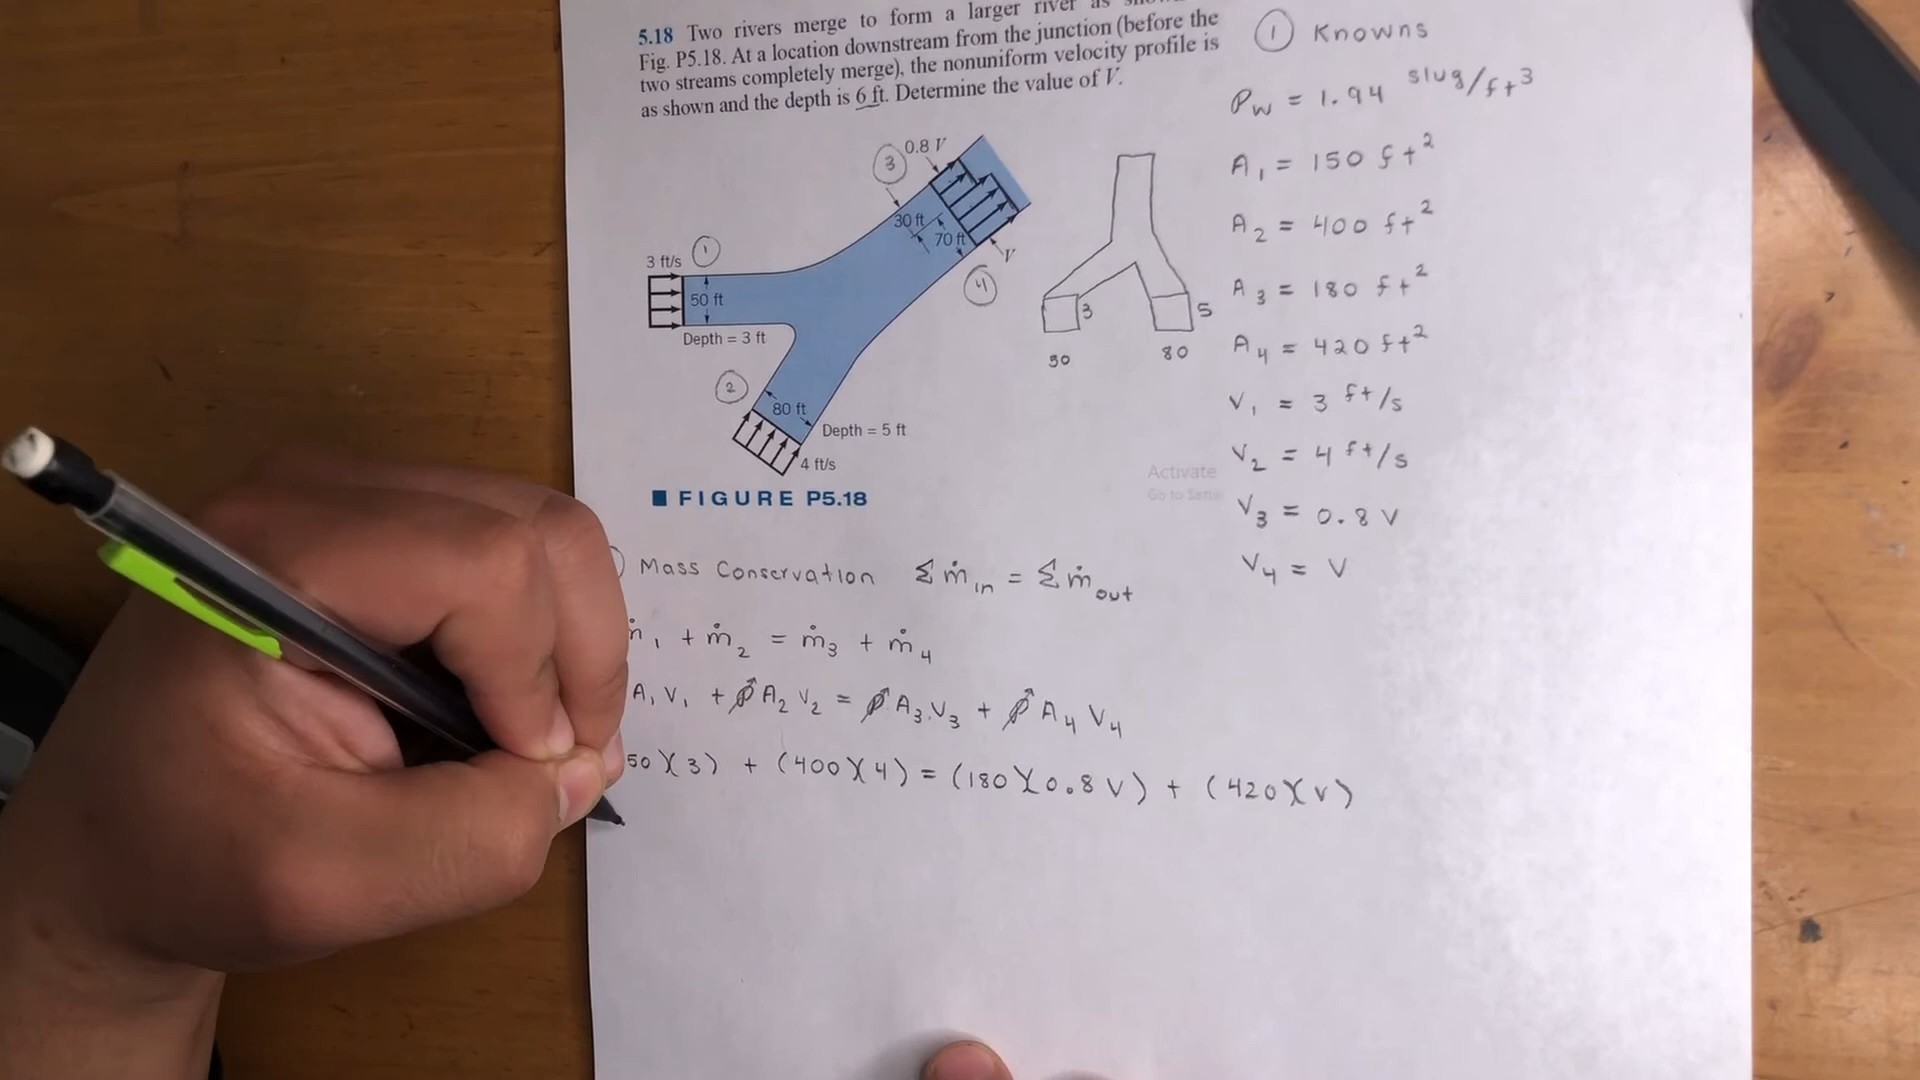 5.18 Two rivers merge to form a larger river as
Fig. P5.18. At a location downstream from the junction (before the
two streams completely merge), the nonuniform velocity profile is
as shown and the depth is 6 ft. Determine the value of V.
① Knowns
ρw = 1.94 slug/ft³
A₁ = 150 ft²
A₂ = 400 ft²
A₃ = 180 ft²
A₄ = 420 ft²
V₁ = 3 ft/s
V₂ = 4 ft/s
V₃ = 0.8 V
V₄ = V
③ 0.8 V
30 ft
70 ft
V
④
①
3 ft/s
50 ft
Depth = 3 ft
②
80 ft
Depth = 5 ft
4 ft/s
3
5
50
80
Activate
Go to
■ FIGURE P5.18
Mass Conservation Σṁin = Σṁout
ṁ₁ + ṁ₂ = ṁ₃ + ṁ₄
A₁V₁ + ρA₂V₂ = ρA₃V₃ + ρA₄V₄
50)(3) + (400)(4) = (180)(0.8 V) + (420)(V)